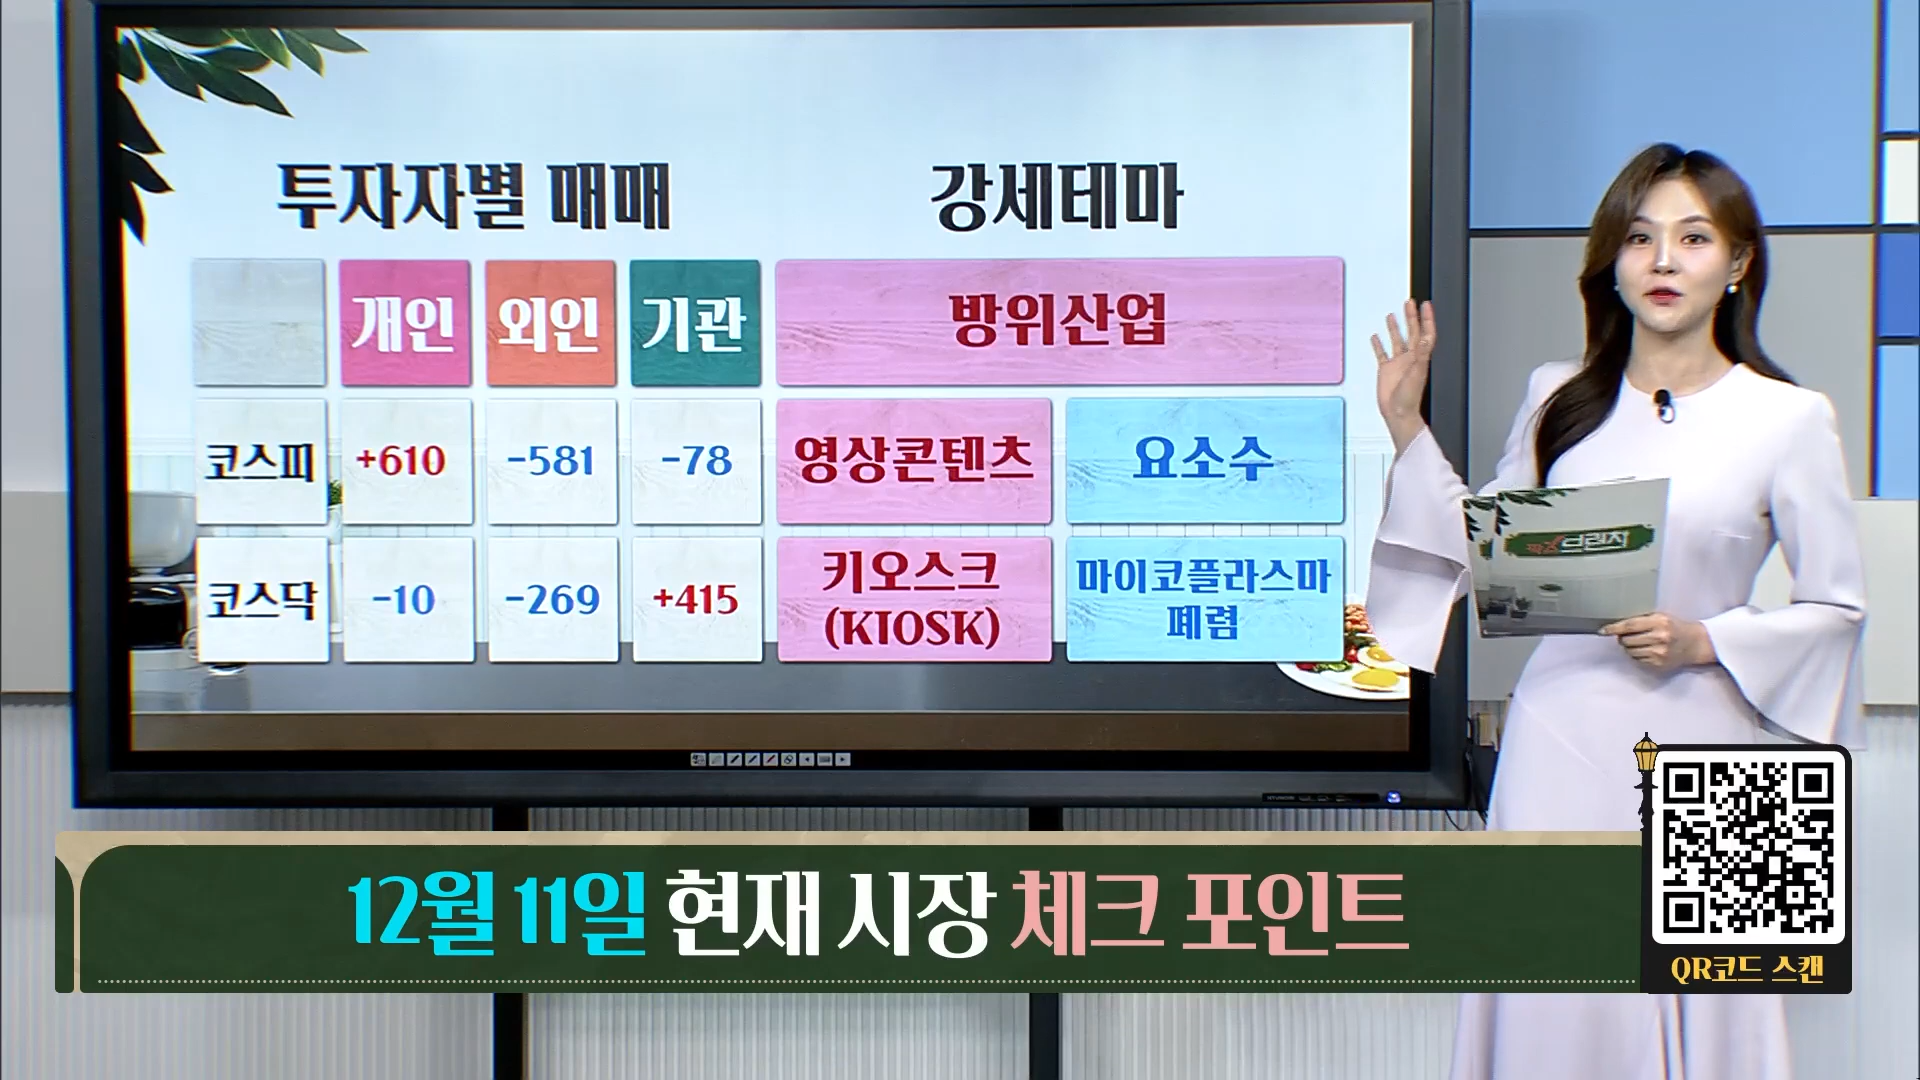 투자자별 매매
강세테마
개인 외인 기관
방위산업
코스피 +610 -581 -78
영상콘텐츠
요소수
코스닥 -10 -269 +415
키오스크
(KIOSK)
마이코플라스마
폐렴
브런치
12월 11일 현재 시장 체크 포인트
QR코드 스캔